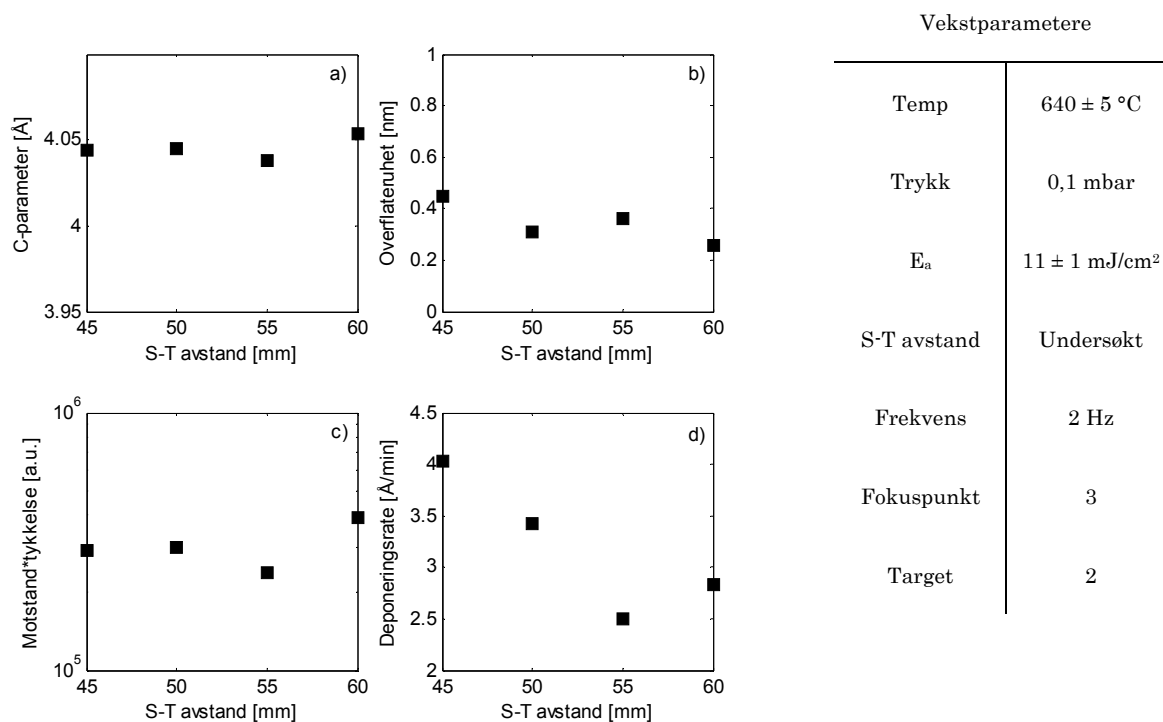 a)
C-parameter [Å]
4.05
4
3.95
45 50 55 60
S-T avstand [mm]
b)
Overflateruhet [nm]
1
0.8
0.6
0.4
0.2
0
45 50 55 60
S-T avstand [mm]
c)
Motstand*tykkelse [a.u.]
10⁶
10⁵
45 50 55 60
S-T avstand [mm]
d)
Deponeringsrate [Å/min]
4.5
4
3.5
3
2.5
2
45 50 55 60
S-T avstand [mm]
Vekstparametere
Temp 640 ± 5 °C
Trykk 0,1 mbar
Eₐ 11 ± 1 mJ/cm²
S-T avstand Undersøkt
Frekvens 2 Hz
Fokuspunkt 3
Target 2